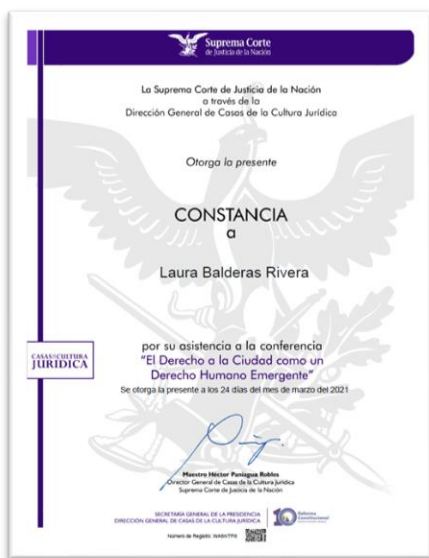 Suprema Corte
de Justicia de la Nación
La Suprema Corte de Justicia de la Nación
a través de la
Dirección General de Casas de la Cultura Jurídica
Otorga la presente
CONSTANCIA
a
Laura Balderas Rivera
por su asistencia a la conferencia
"El Derecho a la Ciudad como un
Derecho Humano Emergente"
Se otorga la presente a los 24 días del mes de marzo del 2021
CASAS DE CULTURA
JURIDICA
Maestro Héctor Paniagua Robles
Director General de Casas de la Cultura Jurídica
Suprema Corte de Justicia de la Nación
SECRETARÍA GENERAL DE LA PRESIDENCIA
DIRECCIÓN GENERAL DE CASAS DE LA CULTURA JURÍDICA
10
Reforma
Constitucional
Número de Registro: